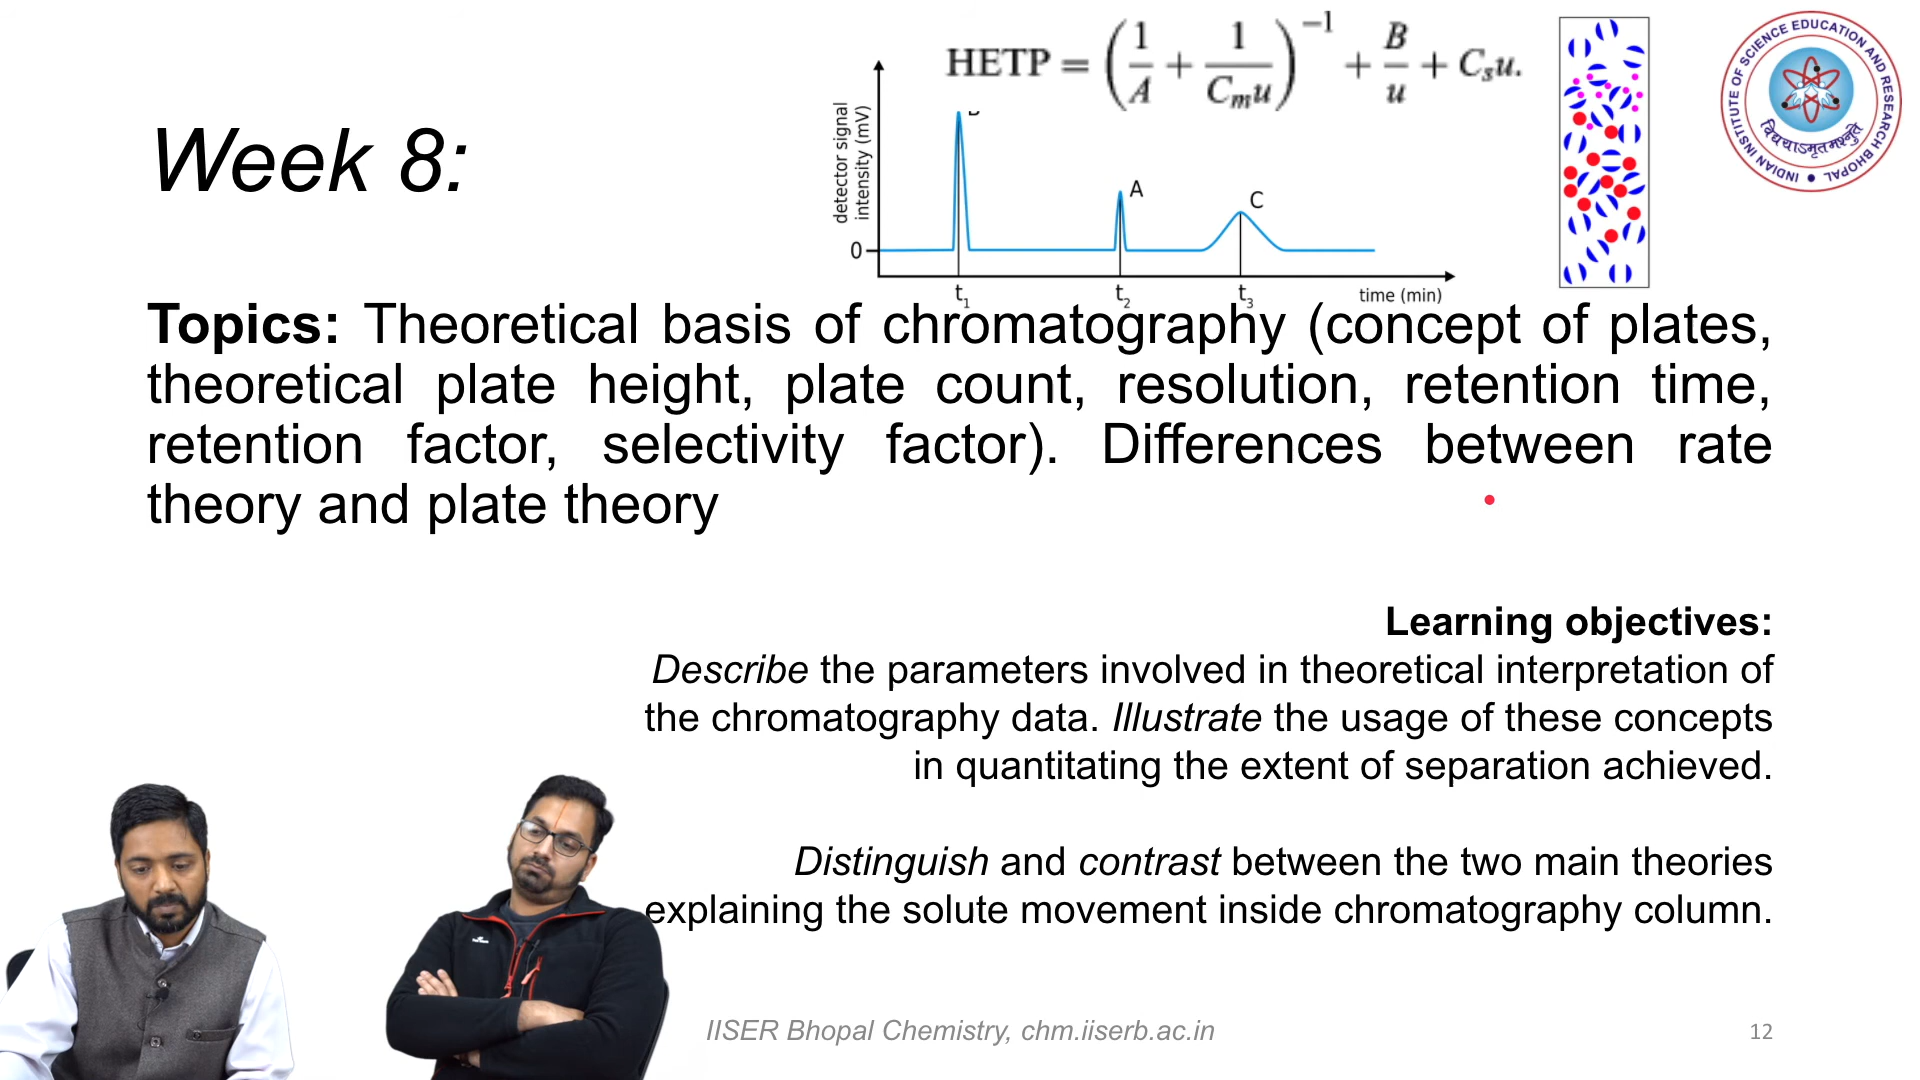 HETP = (1/A + 1/Cₘu)⁻¹ + B/u + Cₛu.
INDIAN INSTITUTE OF SCIENCE EDUCATION AND RESEARCH BHOPAL
विद्ययाऽमृतमश्नुते
Week 8:
detector signal
intensity (mV)
A
C
0
t₁ t₂ t₃ time (min)
Topics: Theoretical basis of chromatography (concept of plates,
theoretical plate height, plate count, resolution, retention time,
retention factor, selectivity factor). Differences between rate
theory and plate theory
Learning objectives:
Describe the parameters involved in theoretical interpretation of
the chromatography data. Illustrate the usage of these concepts
in quantitating the extent of separation achieved.
Distinguish and contrast between the two main theories
explaining the solute movement inside chromatography column.
IISER Bhopal Chemistry, chm.iiserb.ac.in
12